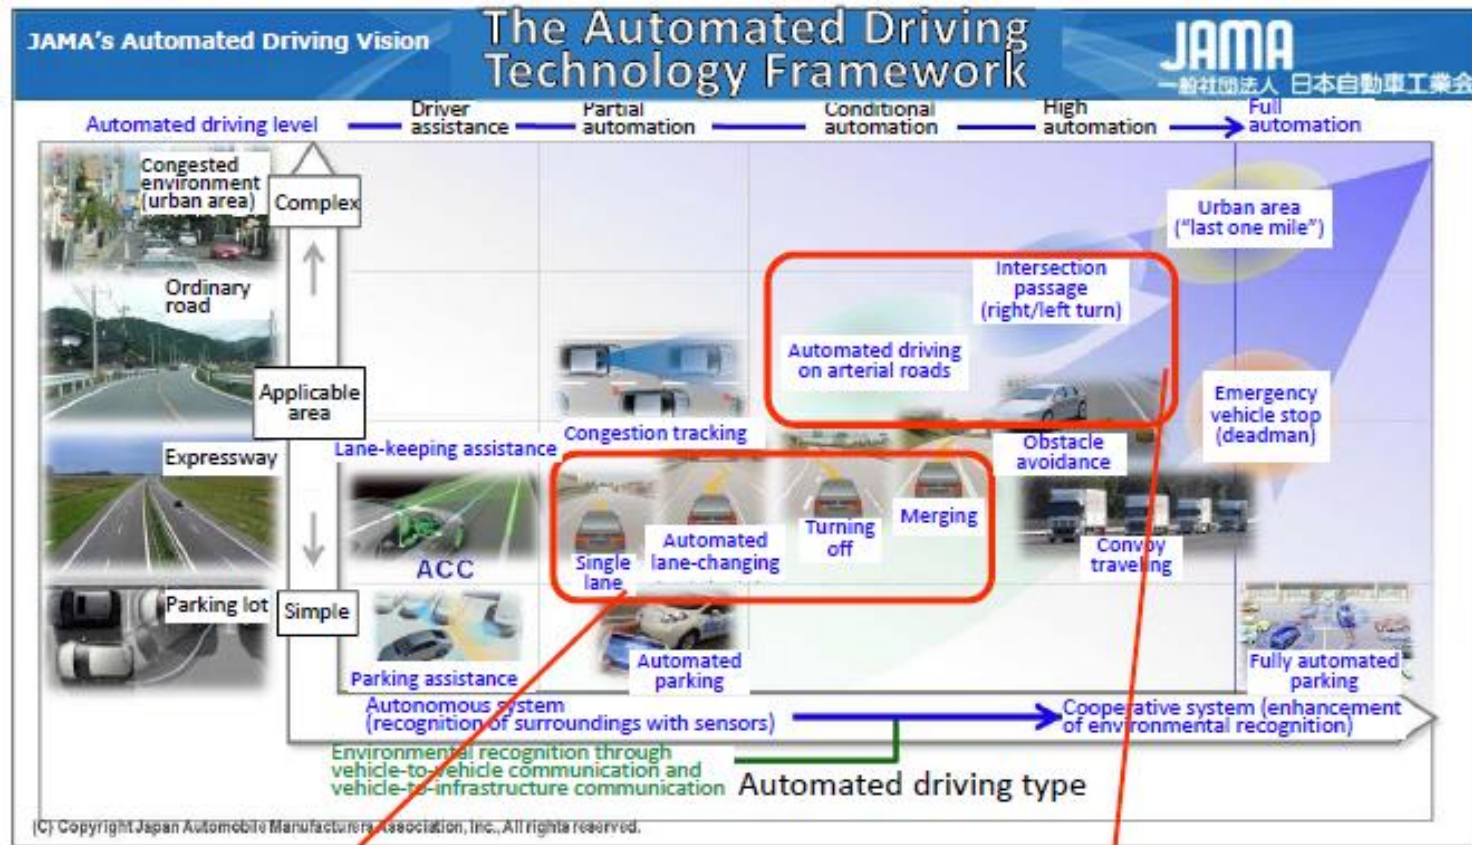 JAMA's Automated Driving Vision
The Automated Driving
Technology Framework
JAMA
一般社団法人 日本自動車工業会
Automated driving level
Driver
assistance
Partial
automation
Conditional
automation
High
automation
Full
automation
Congested
environment
(urban area)
Complex
Ordinary
road
Applicable
area
Expressway
Parking lot
Simple
Urban area
("last one mile")
Intersection
passage
(right/left turn)
Automated driving
on arterial roads
Emergency
vehicle stop
(deadman)
Lane-keeping assistance
Congestion tracking
Obstacle
avoidance
ACC
Single
lane
Automated
lane-changing
Turning
off
Merging
Convoy
traveling
Parking assistance
Automated
parking
Fully automated
parking
Autonomous system
(recognition of surroundings with sensors)
Cooperative system (enhancement
of environmental recognition)
Environmental recognition through
vehicle-to-vehicle communication and
vehicle-to-infrastructure communication
Automated driving type
(C) Copyright Japan Automobile Manufacturers Association, Inc., All rights reserved.